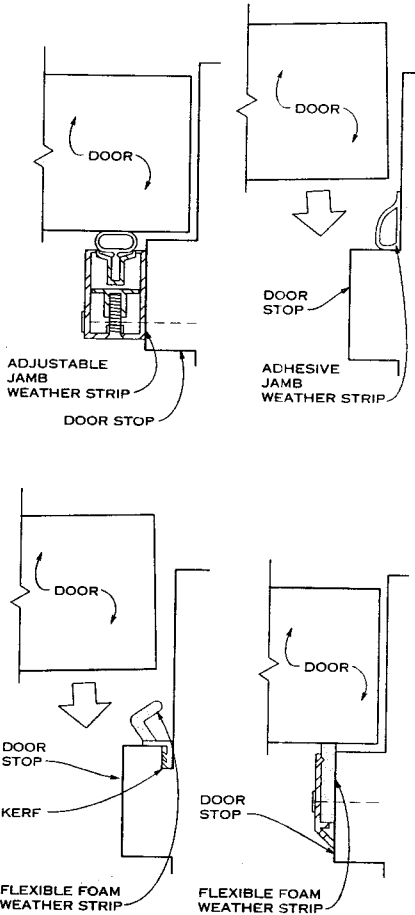 DOOR
ADJUSTABLE
JAMB
WEATHER STRIP
DOOR STOP
DOOR
DOOR
STOP
ADHESIVE
JAMB
WEATHER STRIP
DOOR
DOOR
STOP
KERF
FLEXIBLE FOAM
WEATHER STRIP
DOOR
DOOR
STOP
FLEXIBLE FOAM
WEATHER STRIP